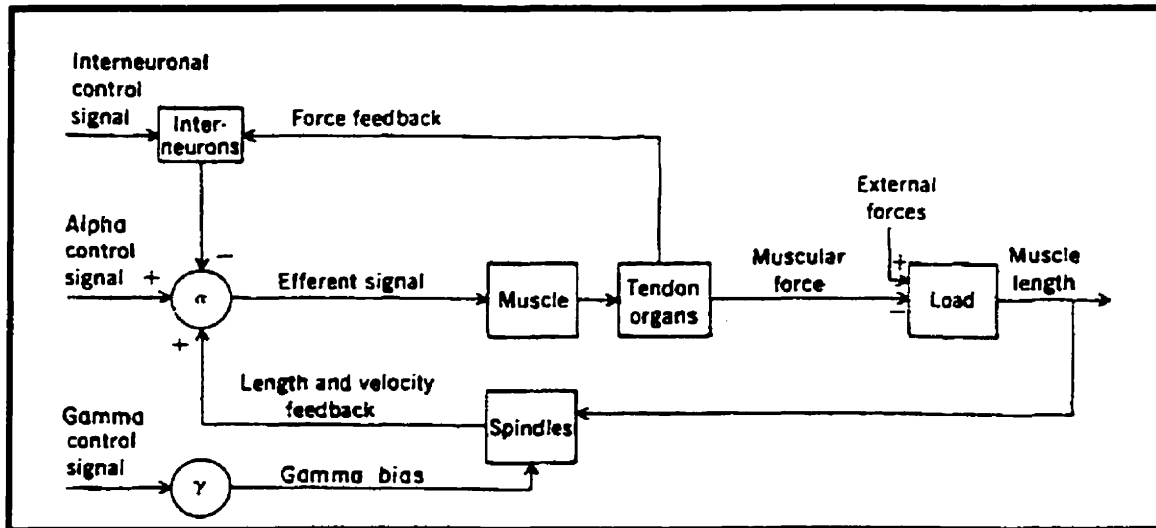 Interneuronal
control
signal
Inter-
neurons
Force feedback
External
forces
Alpha
control
signal
+
−
α
+
Efferent signal
Muscle
Tendon
organs
Muscular
force
+
−
Load
Muscle
length
Length and velocity
feedback
Spindles
Gamma
control
signal
γ
Gamma bias